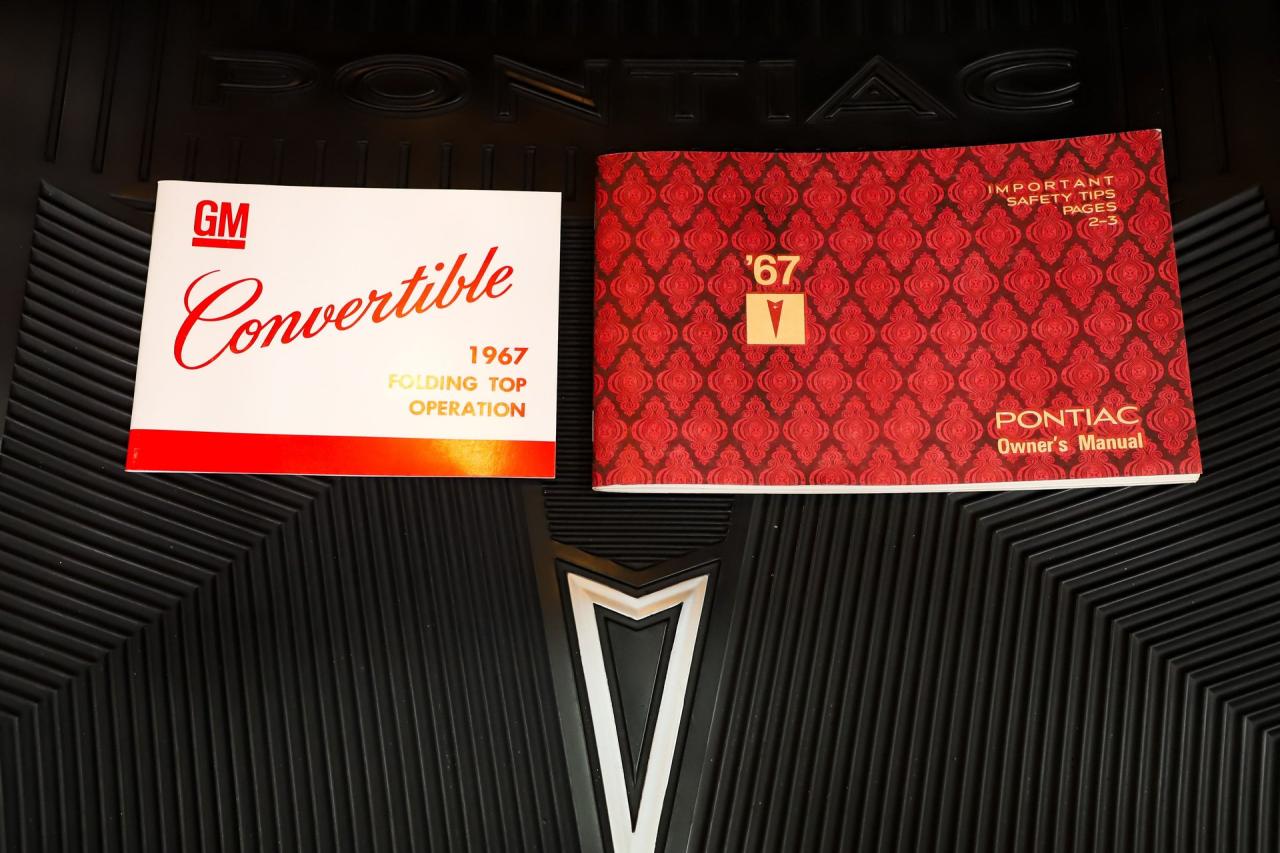 PONTIAC
GM
Convertible
1967
FOLDING TOP
OPERATION
IMPORTANT
SAFETY TIPS
PAGES
2-3
'67
PONTIAC
Owner's Manual